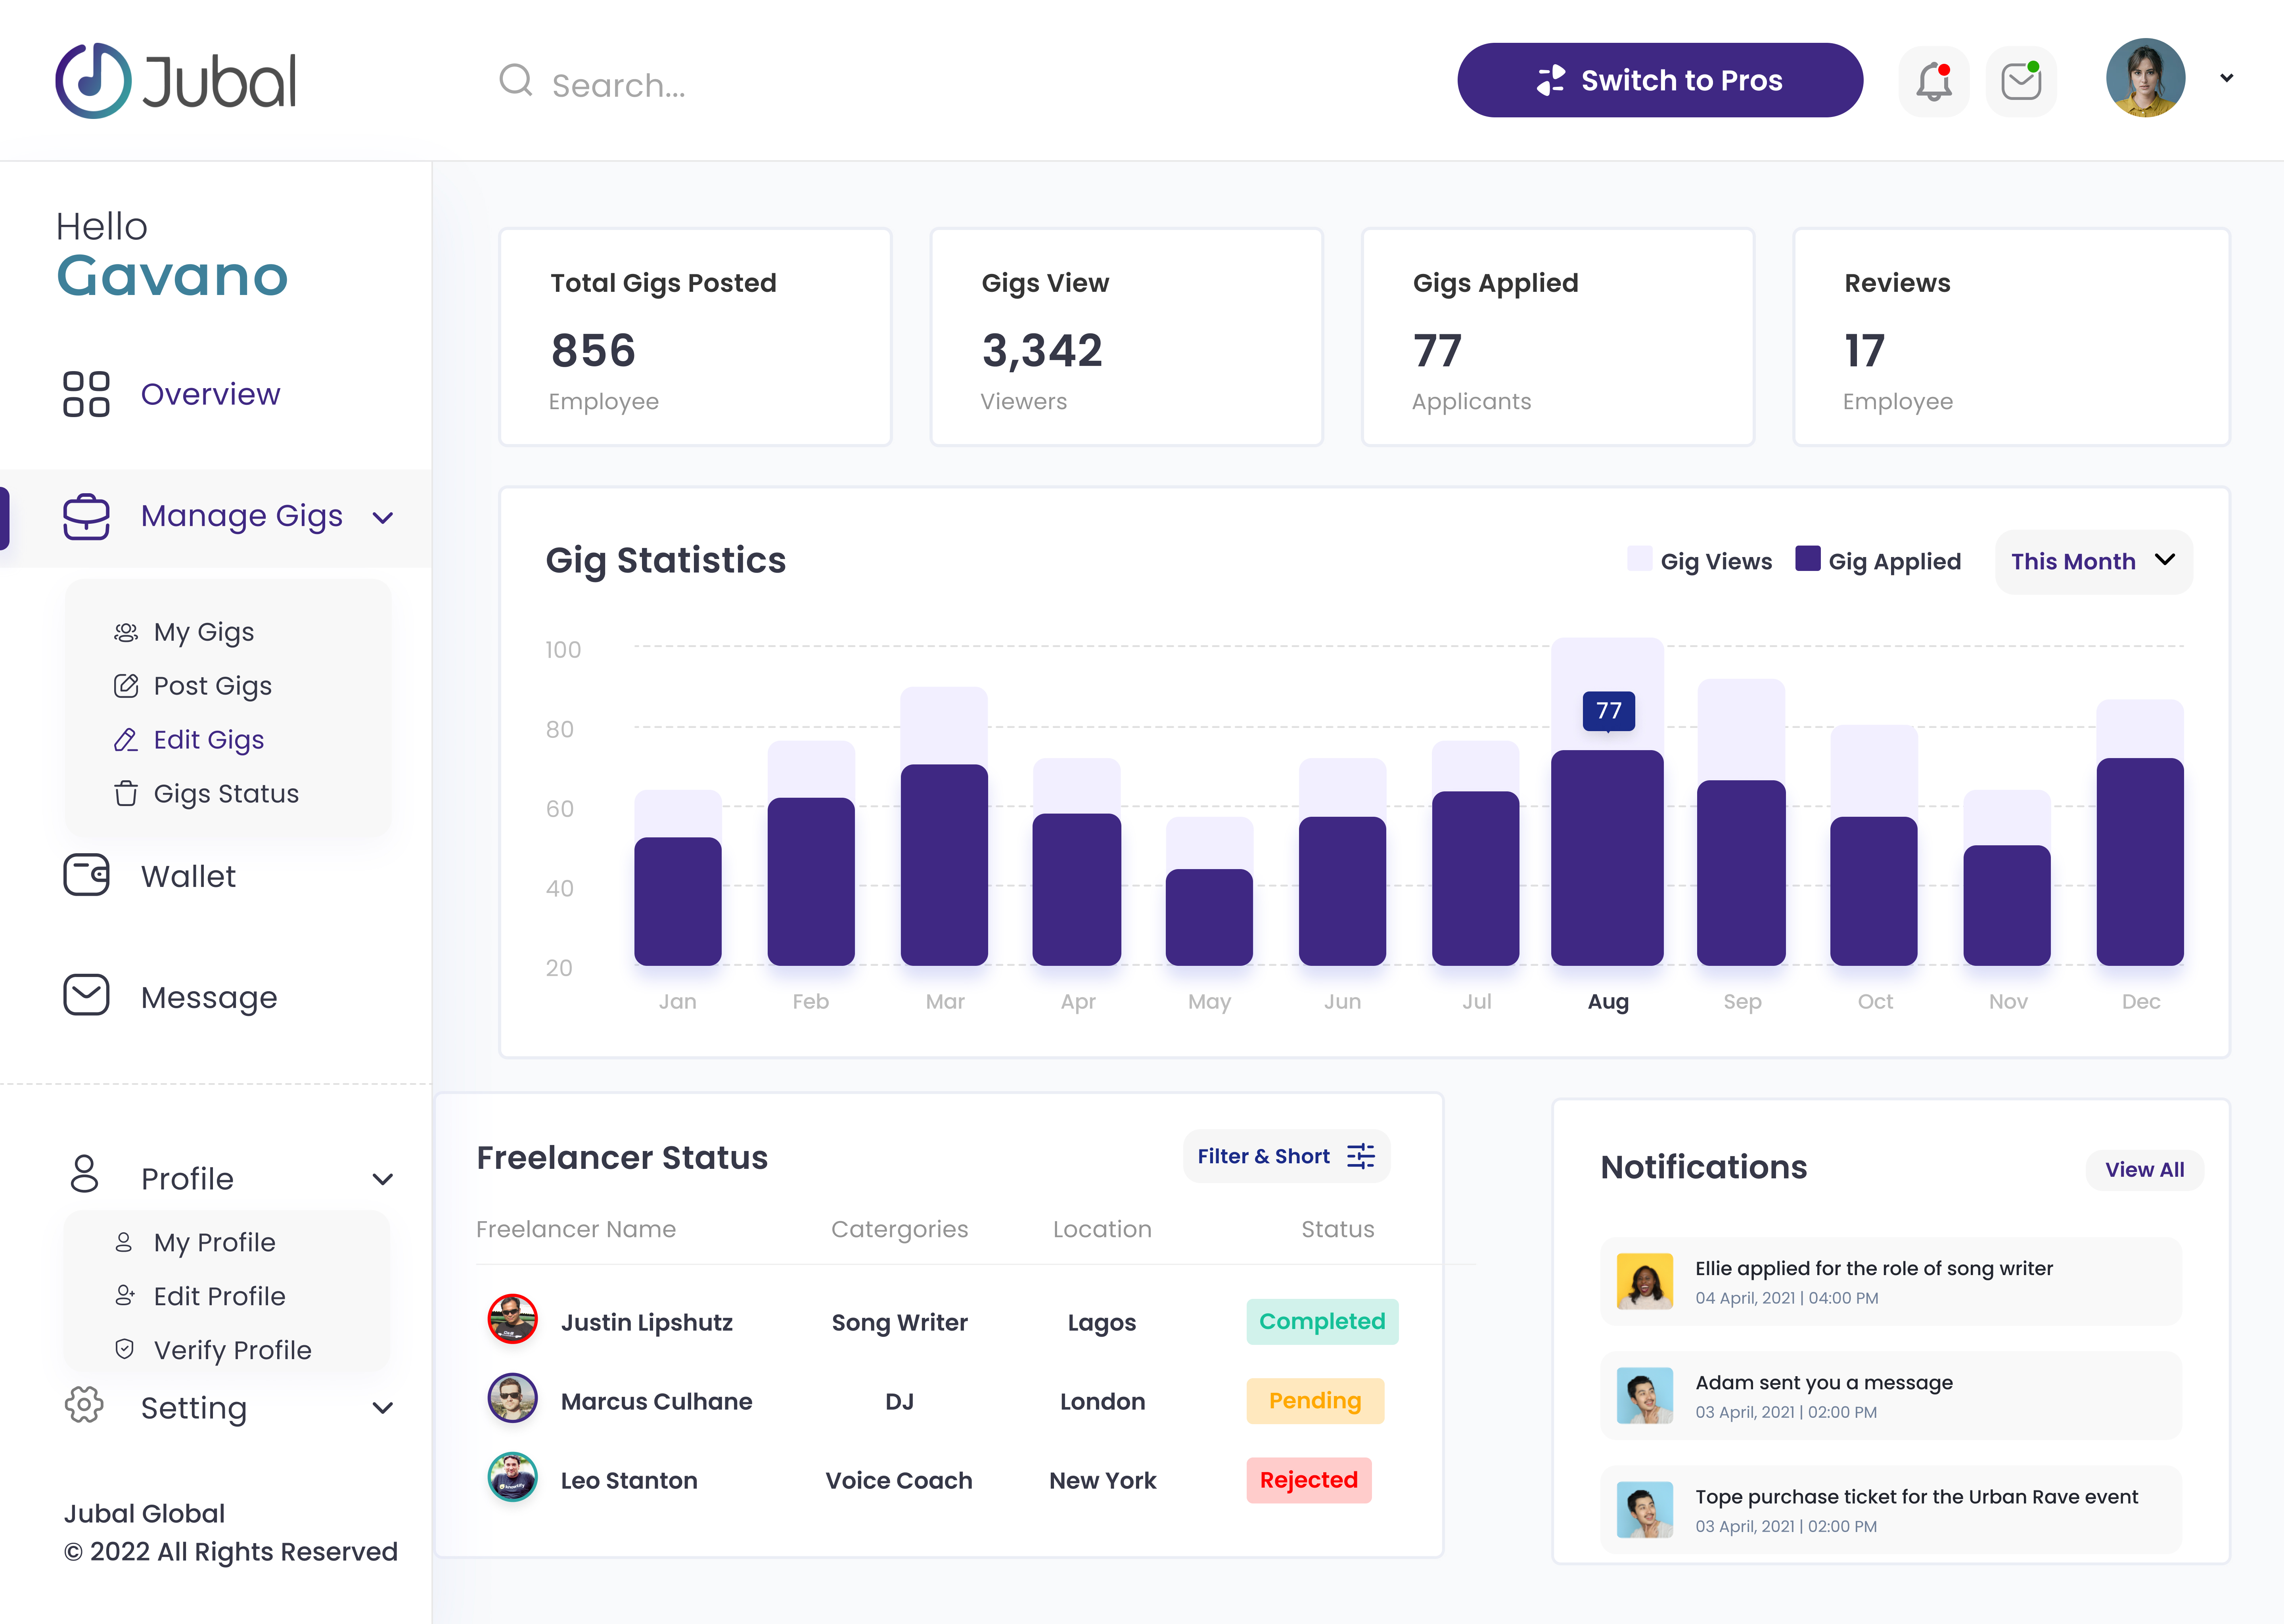 Jubal
Search...
Switch to Pros
Hello
Gavano
Overview
Manage Gigs
My Gigs
Post Gigs
Edit Gigs
Gigs Status
Wallet
Message
Profile
My Profile
Edit Profile
Verify Profile
Setting
Jubal Global
© 2022 All Rights Reserved
Total Gigs Posted
856
Employee
Gigs View
3,342
Viewers
Gigs Applied
77
Applicants
Reviews
17
Employee
Gig Statistics
Gig Views
Gig Applied
This Month
100
80
60
40
20
77
Jan Feb Mar Apr May Jun Jul Aug Sep Oct Nov Dec
Freelancer Status
Filter & Short
Freelancer Name Catergories Location Status
Justin Lipshutz Song Writer Lagos Completed
Marcus Culhane DJ London Pending
Leo Stanton Voice Coach New York Rejected
Notifications
View All
Ellie applied for the role of song writer
04 April, 2021 | 04:00 PM
Adam sent you a message
03 April, 2021 | 02:00 PM
Tope purchase ticket for the Urban Rave event
03 April, 2021 | 02:00 PM